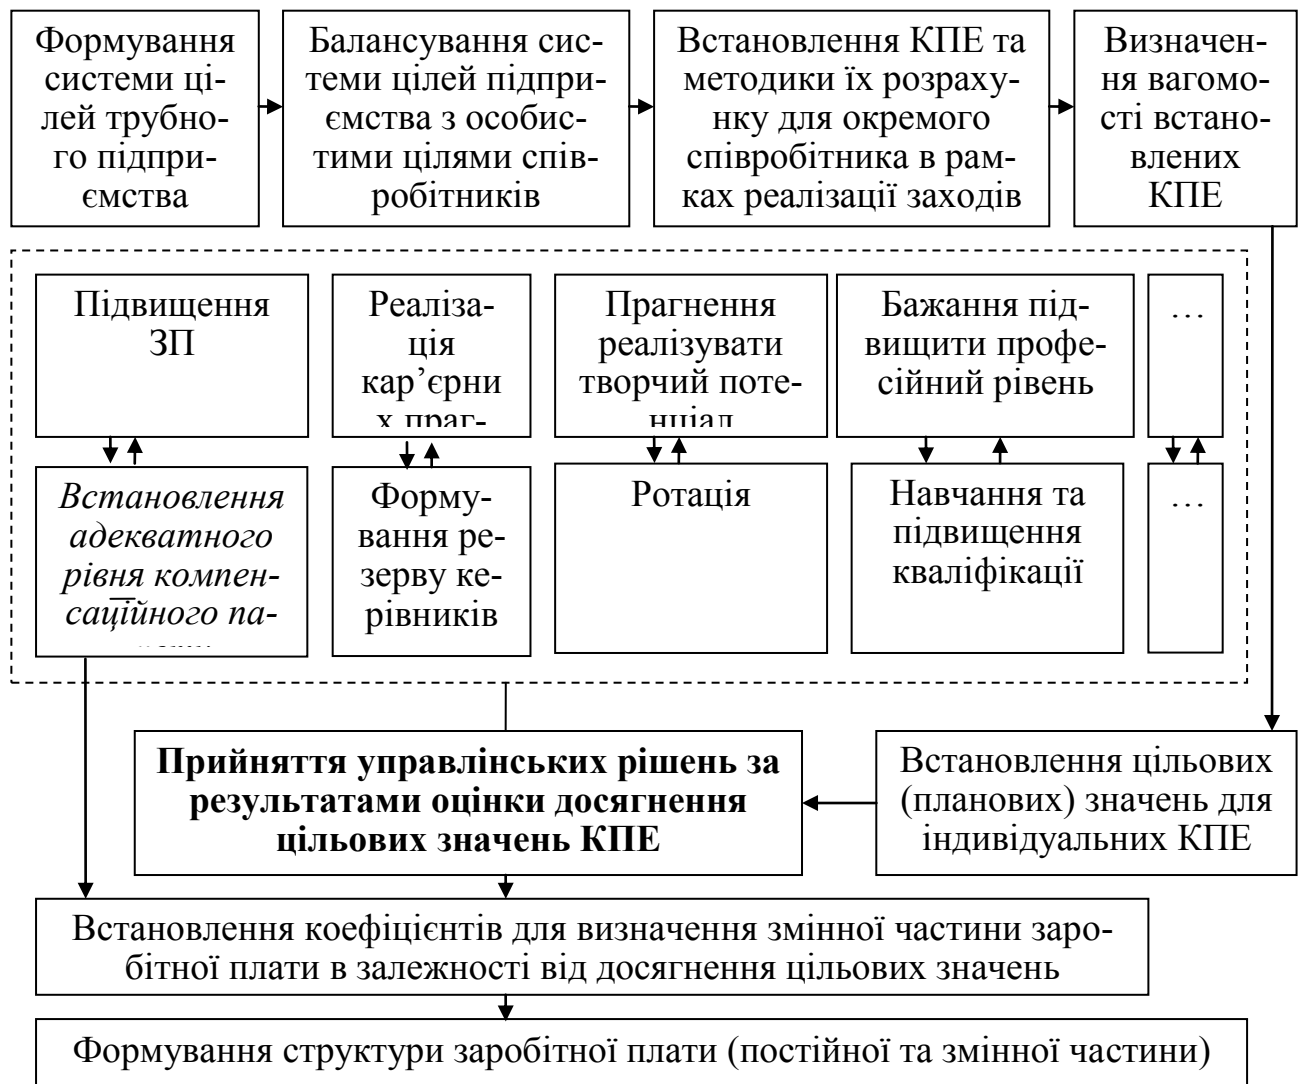 Формування
системи ці-
лей трубно-
го підпри-
ємства
Балансування сис-
теми цілей підпри-
ємства з особис-
тими цілями спів-
робітників
Встановлення КПЕ та
методики їх розраху-
нку для окремого
співробітника в рам-
ках реалізації заходів
Визначен-
ня вагомо-
сті встано-
влених
КПЕ
Підвищення
ЗП
Реаліза-
ція
кар’єрни
х праг-
Прагнення
реалізувати
творчий поте-
нціал
Бажання під-
вищити профе-
сійний рівень
…
Встановлення
адекватного
рівня компен-
саційного па-
Форму-
вання ре-
зерву ке-
рівників
Ротація
Навчання та
підвищення
кваліфікації
…
Прийняття управлінських рішень за
результатами оцінки досягнення
цільових значень КПЕ
Встановлення цільових
(планових) значень для
індивідуальних КПЕ
Встановлення коефіцієнтів для визначення змінної частини заро-
бітної плати в залежності від досягнення цільових значень
Формування структури заробітної плати (постійної та змінної частини)